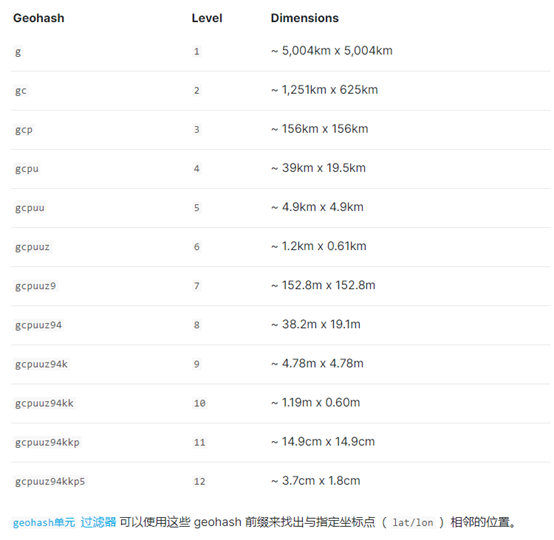 Geohash Level Dimensions
g 1 ~ 5,004km x 5,004km
gc 2 ~ 1,251km x 625km
gcp 3 ~ 156km x 156km
gcpu 4 ~ 39km x 19.5km
gcpuu 5 ~ 4.9km x 4.9km
gcpuuz 6 ~ 1.2km x 0.61km
gcpuuz9 7 ~ 152.8m x 152.8m
gcpuuz94 8 ~ 38.2m x 19.1m
gcpuuz94k 9 ~ 4.78m x 4.78m
gcpuuz94kk 10 ~ 1.19m x 0.60m
gcpuuz94kkp 11 ~ 14.9cm x 14.9cm
gcpuuz94kkp5 12 ~ 3.7cm x 1.8cm
geohash单元 过滤器 可以使用这些 geohash 前缀来找出与指定坐标点（ lat/lon ）相邻的位置。